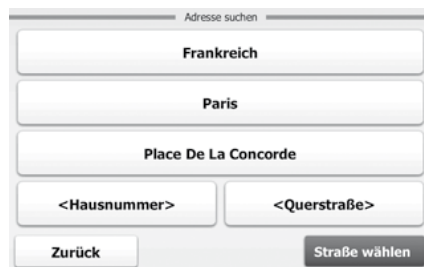 Adresse suchen
Frankreich
Paris
Place De La Concorde
<Hausnummer> <Querstraße>
Zurück Straße wählen